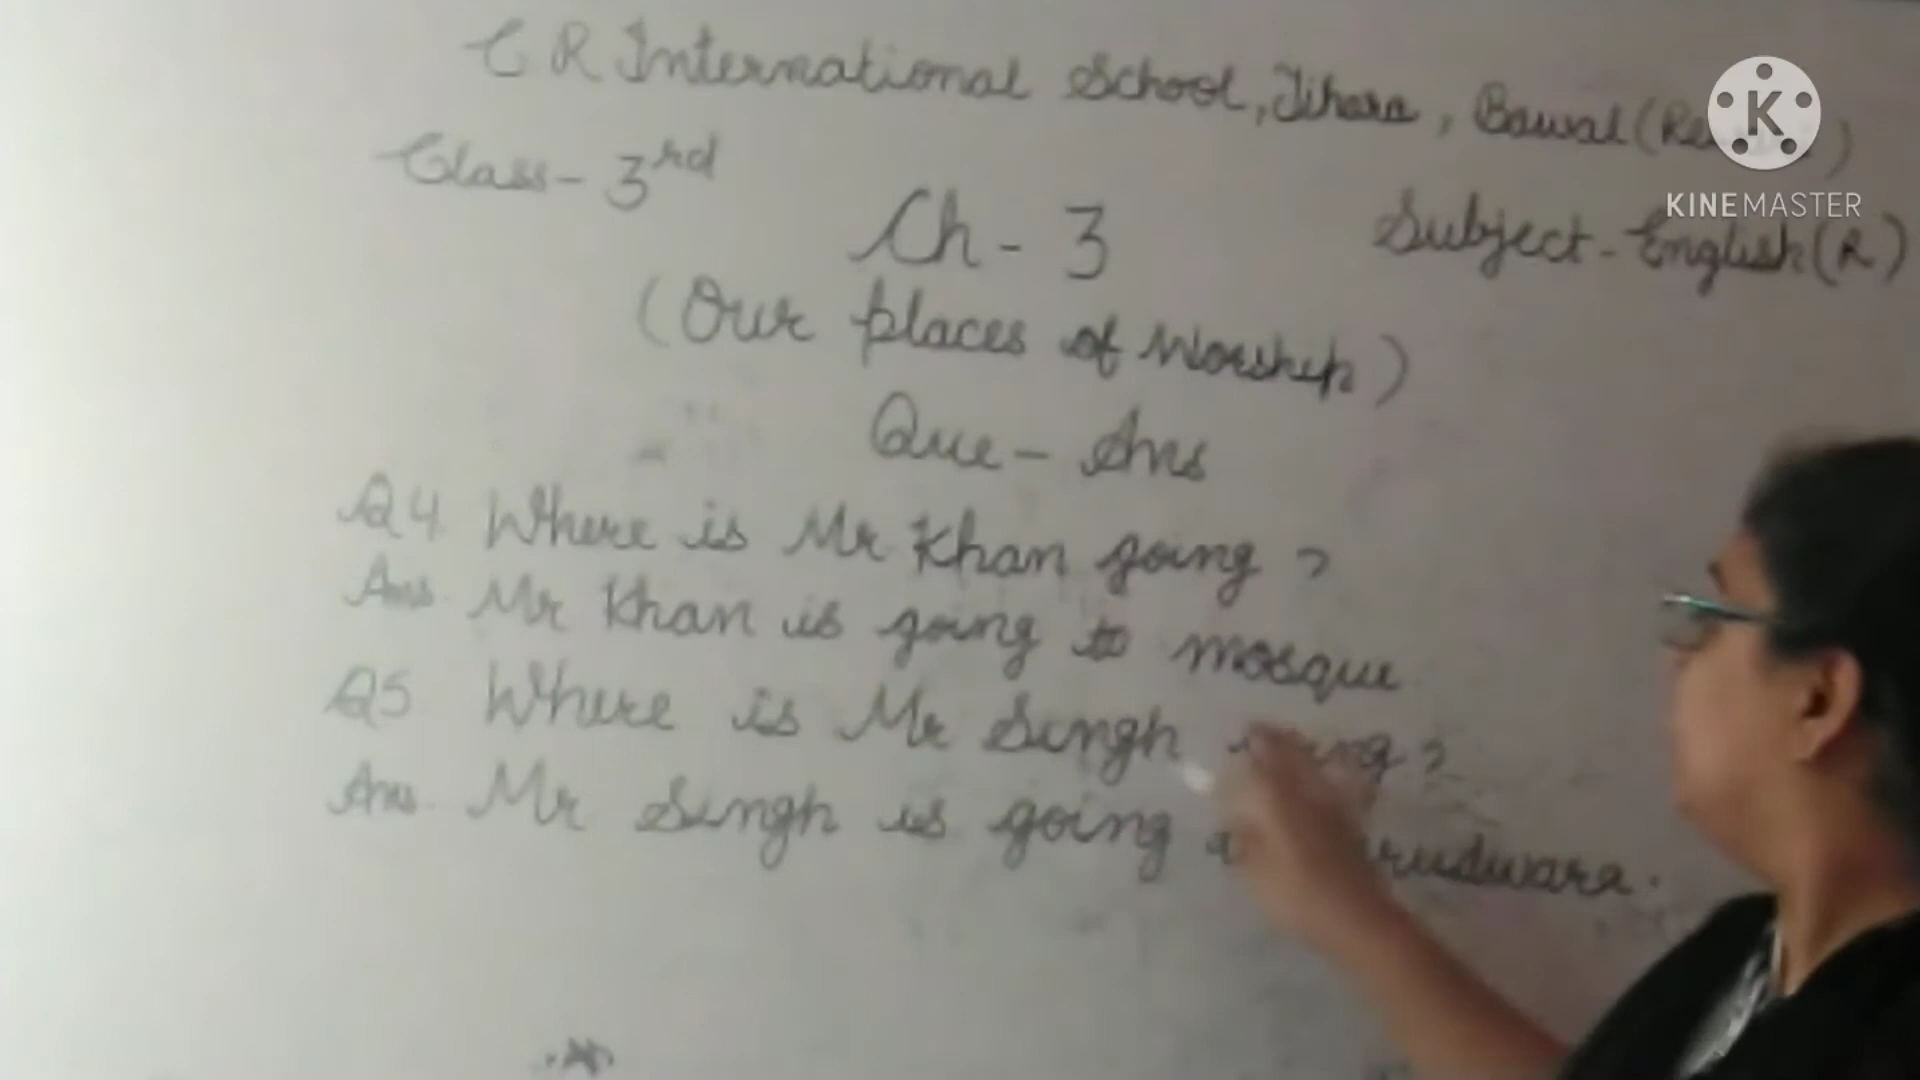 C R International School, Jihara, Bawal
KINEMASTER
Class - 3rd
Ch - 3
Subject - English (R)
(Our places of Worship)
Que - Ans
Q4 Where is Mr Khan going ?
Ans Mr Khan is going to mosque
Q5 Where is Mr Singh ?
Ans Mr Singh is going